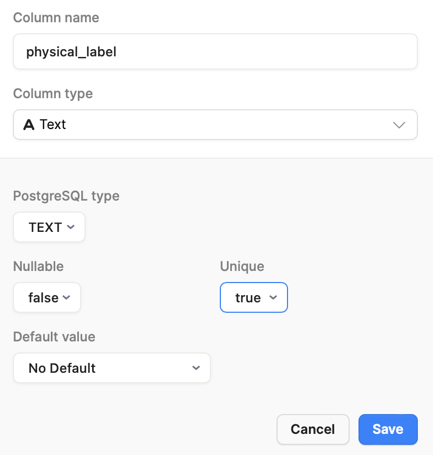 Column name
physical_label
Column type
A Text
PostgreSQL type
TEXT
Nullable
Unique
false
true
Default value
No Default
Cancel
Save